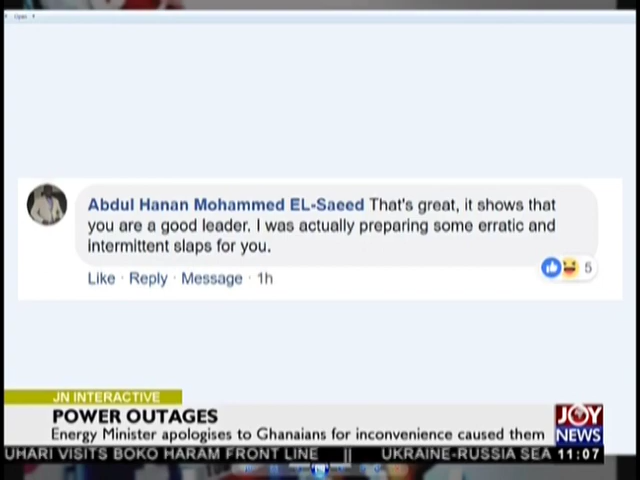 Open
Abdul Hanan Mohammed EL-Saeed That's great, it shows that
you are a good leader. I was actually preparing some erratic and
intermittent slaps for you.
Like · Reply · Message · 1h
5
JN INTERACTIVE
POWER OUTAGES
Energy Minister apologises to Ghanaians for inconvenience caused them
JOY
NEWS
UHARI VISITS BOKO HARAM FRONT LINE || UKRAINE-RUSSIA SEA 11:07